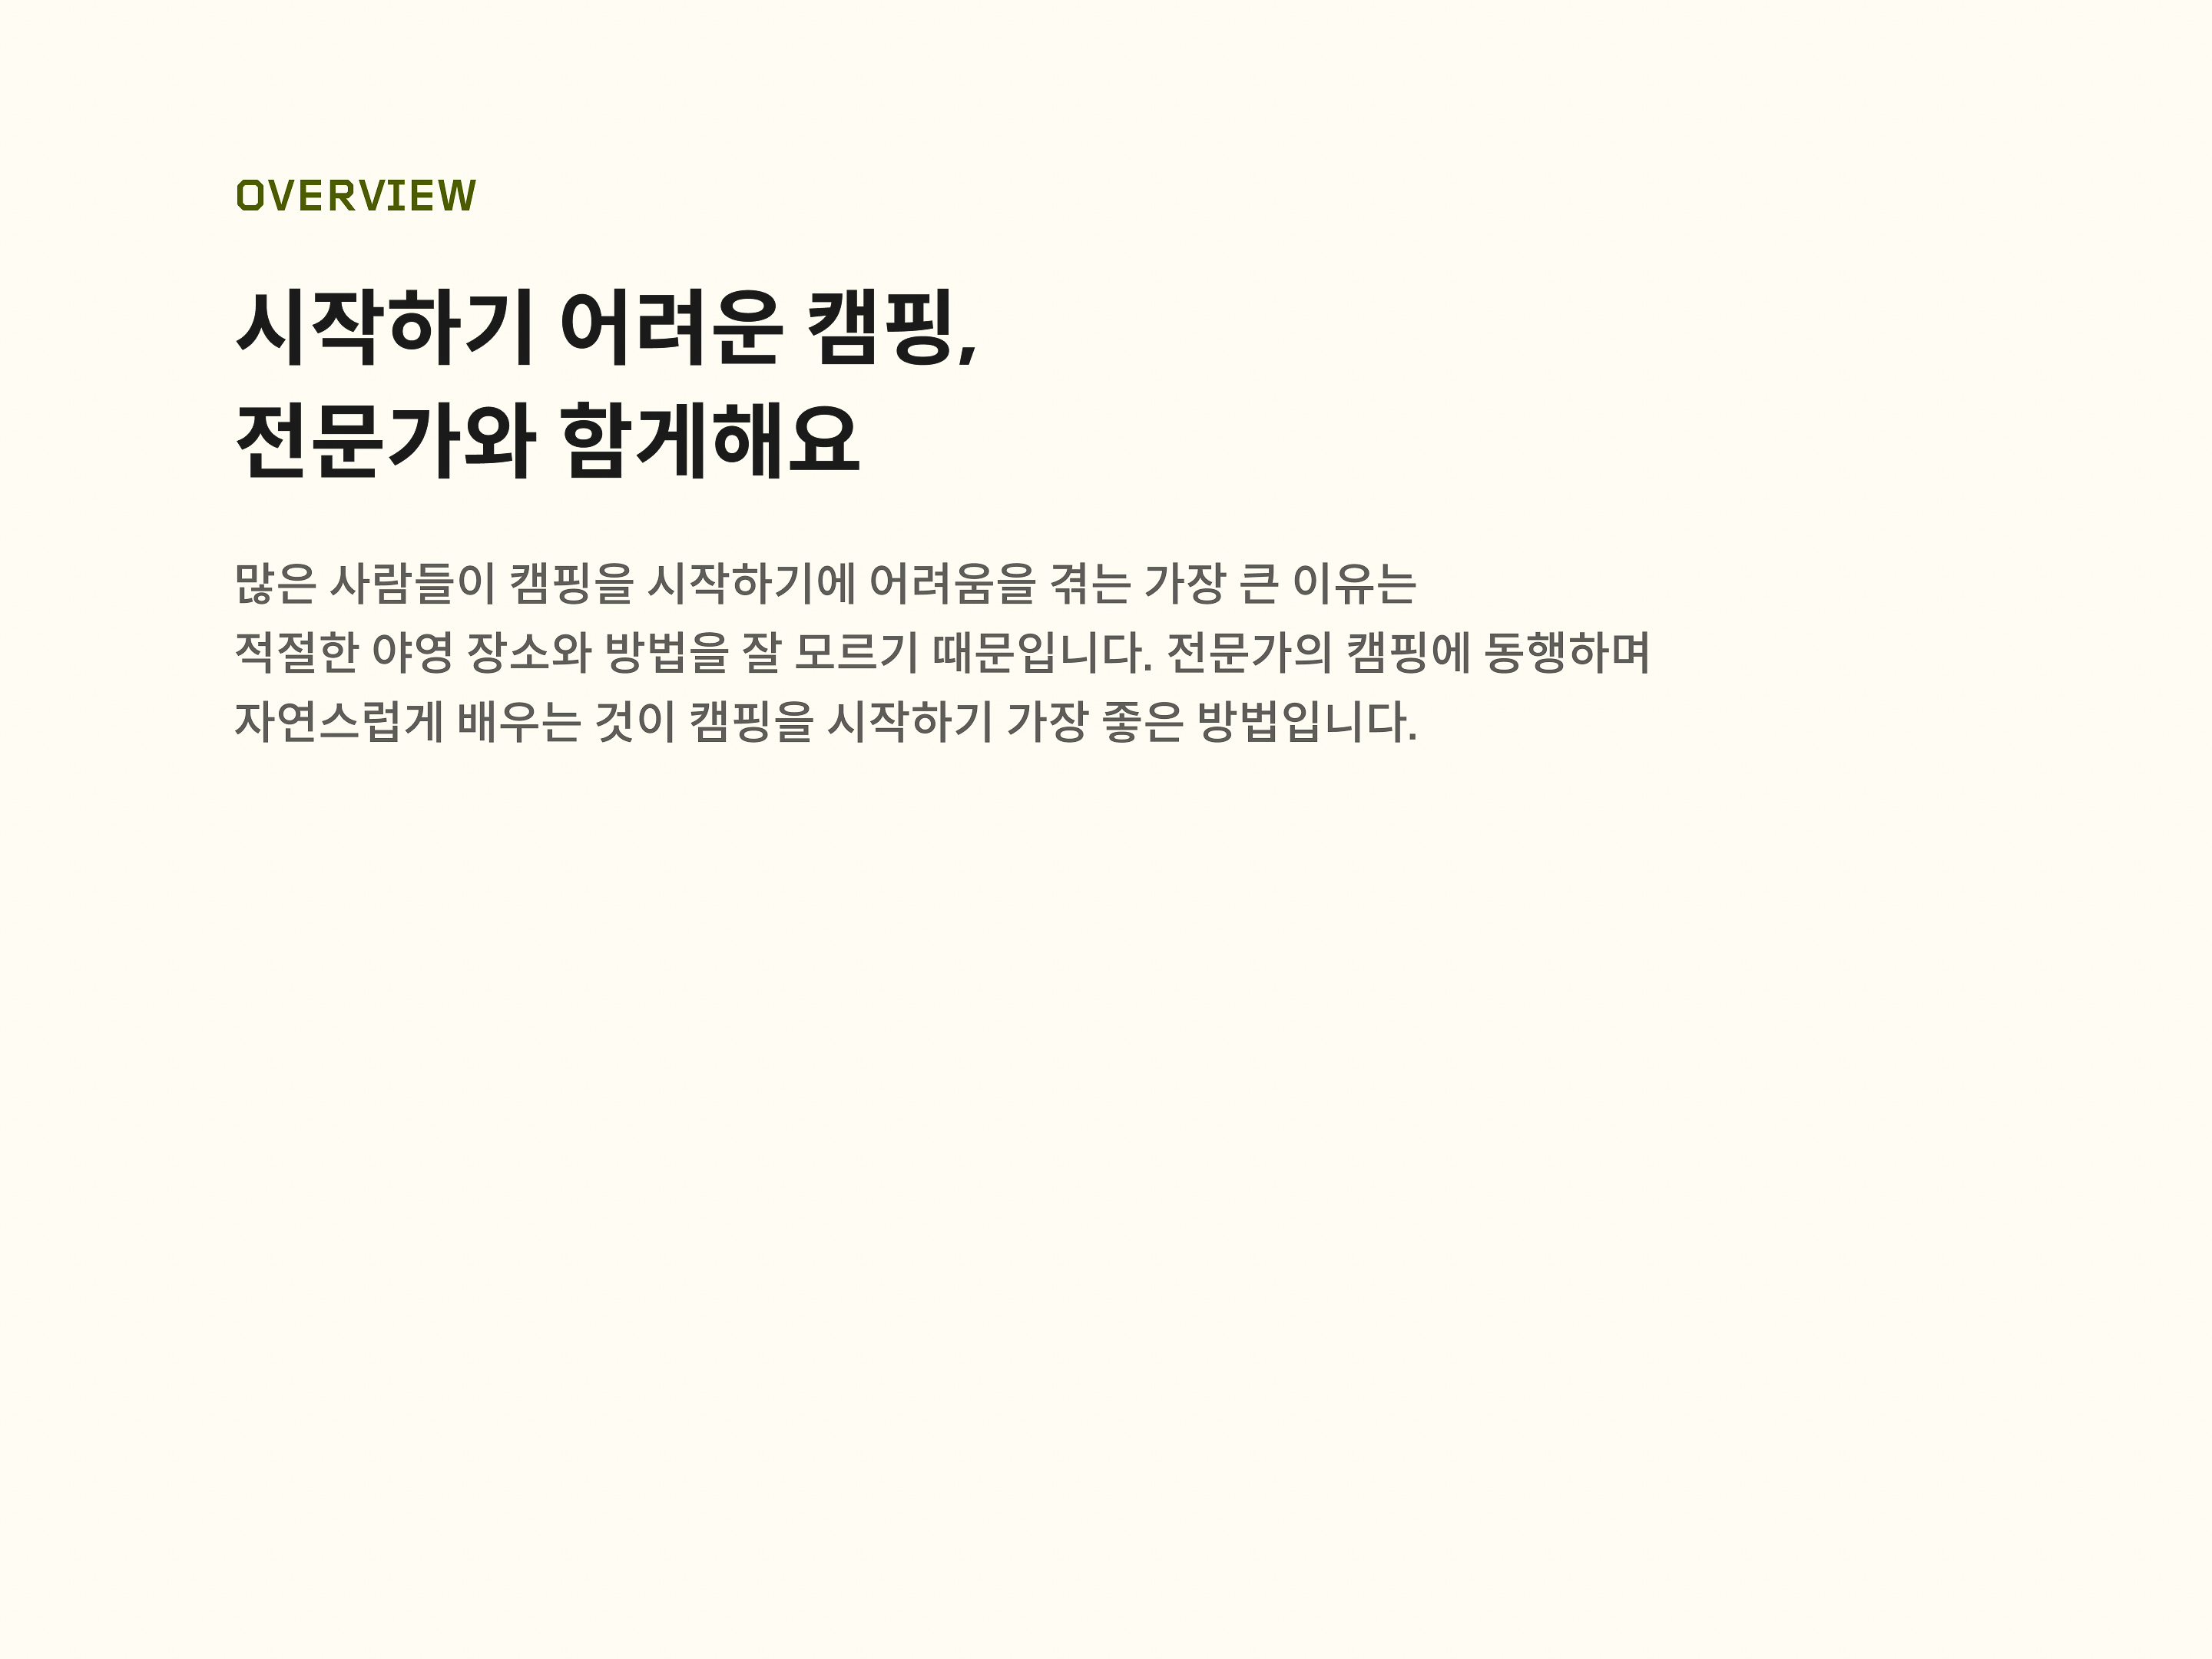 OVERVIEW
시작하기 어려운 캠핑,
전문가와 함게해요
많은 사람들이 캠핑을 시작하기에 어려움을 겪는 가장 큰 이유는
적절한 야영 장소와 방법을 잘 모르기 때문입니다. 전문가의 캠핑에 동행하며
자연스럽게 배우는 것이 캠핑을 시작하기 가장 좋은 방법입니다.